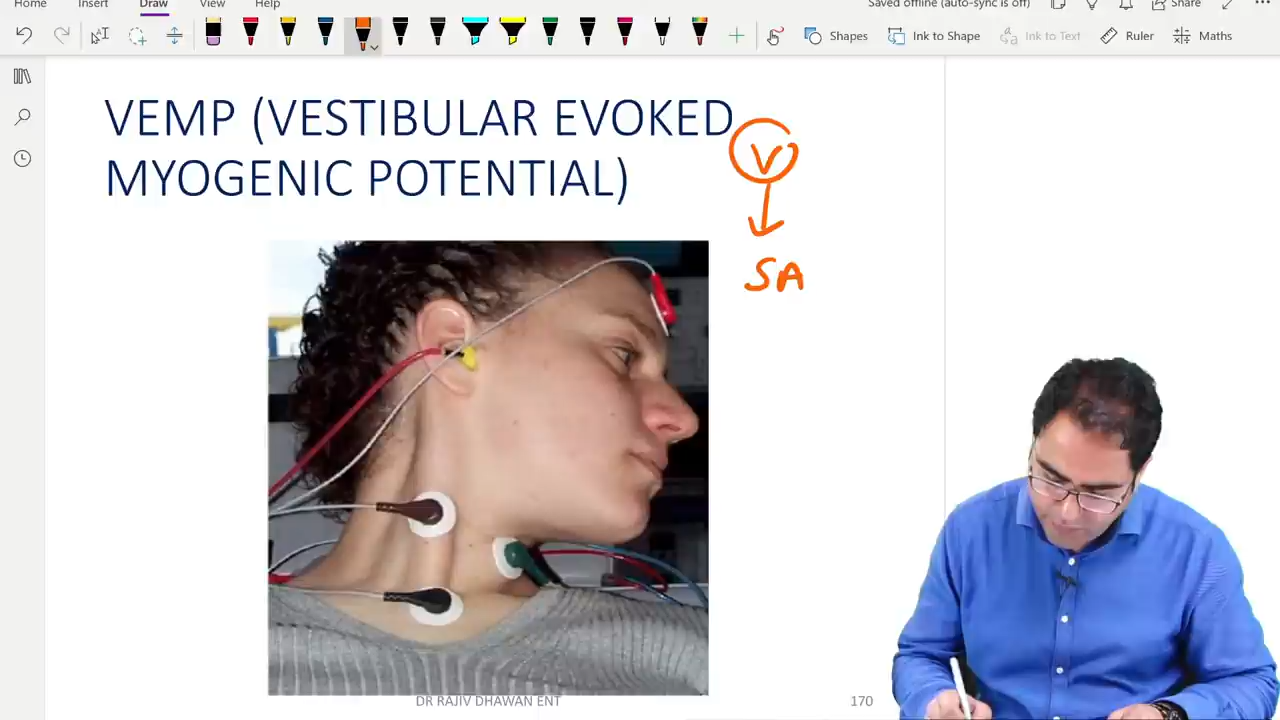 Home Insert Draw View Help Saved offline (auto-sync is off) Share
Shapes Ink to Shape Ink to Text Ruler Maths
VEMP (VESTIBULAR EVOKED
MYOGENIC POTENTIAL)
V
SA
DR RAJIV DHAWAN ENT 170